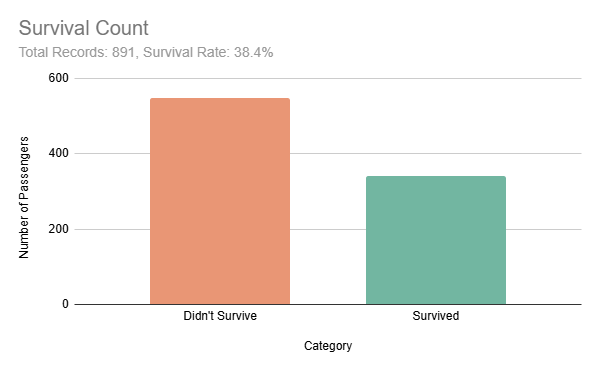 Survival Count
Total Records: 891, Survival Rate: 38.4%
600
400
200
0
Number of Passengers
Didn't Survive
Survived
Category